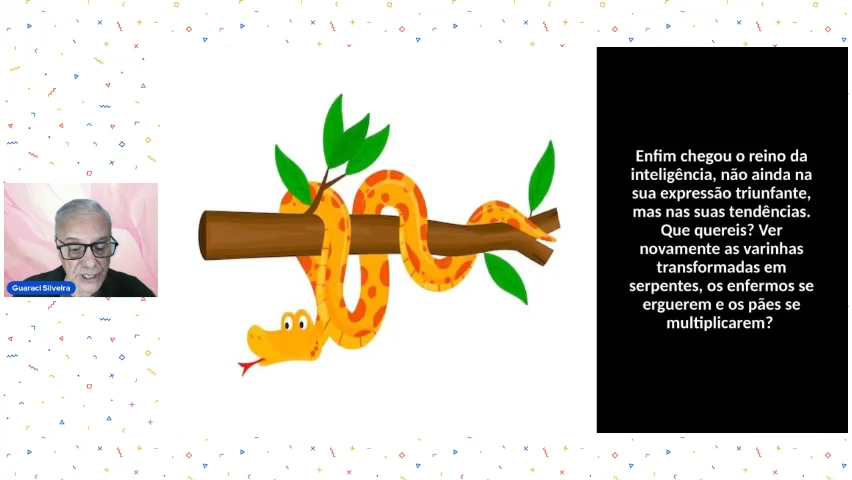 Guaraci Silveira
Enfim chegou o reino da
inteligência, não ainda na
sua expressão triunfante,
mas nas suas tendências.
Que quereis? Ver
novamente as varinhas
transformadas em
serpentes, os enfermos se
erguerem e os pães se
multiplicarem?